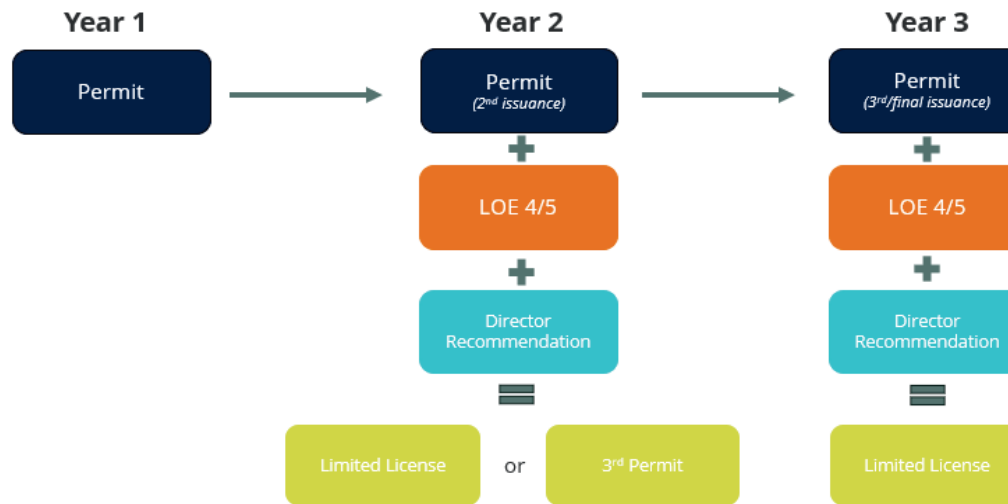 Year 1
Year 2
Year 3
Permit
Permit
(2nd issuance)
Permit
(3rd/final issuance)
+
+
LOE 4/5
LOE 4/5
+
+
Director
Recommendation
Director
Recommendation
=
=
Limited License
or
3rd Permit
Limited License